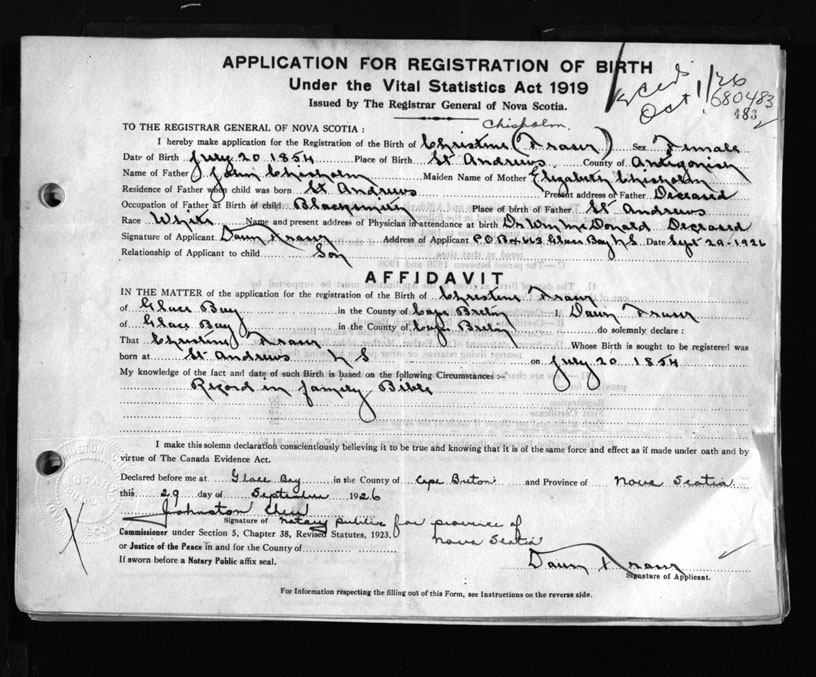 APPLICATION FOR REGISTRATION OF BIRTH
Under the Vital Statistics Act 1919
Issued by The Registrar General of Nova Scotia.
Rec'd Oct 1/26
680483
483
Chisholm
TO THE REGISTRAR GENERAL OF NOVA SCOTIA :
I hereby make application for the Registration of the Birth of Christine (Fraser) Sex Female
Date of Birth July 20 1854 Place of Birth St Andrews County of Antigonish
Name of Father John Chisholm Maiden Name of Mother Elizabeth Chisholm
Residence of Father when child was born St Andrews Present address of Father Deceased
Occupation of Father at Birth of child Blacksmith Place of birth of Father St Andrews
Race White Name and present address of Physician in attendance at birth Dr Wm McDonald Deceased
Signature of Applicant Dawn Fraser Address of Applicant P.O. Box 663 Glace Bay N.S. Date Sept 29-1926
Relationship of Applicant to child Son
AFFIDAVIT
IN THE MATTER of the application for the registration of the Birth of Christine Fraser
of Glace Bay in the County of Cape Breton I, Dawn Fraser
of Glace Bay in the County of Cape Breton do solemnly declare :
That Christine Fraser Whose Birth is sought to be registered was
born at St Andrews N S on July 20 1854
My knowledge of the fact and date of such Birth is based on the following Circumstances :-
Record in family Bible
I make this solemn declaration conscientiously believing it to be true and knowing that it is of the same force and effect as if made under oath and by
virtue of The Canada Evidence Act.
Declared before me at Glace Bay in the County of Cape Breton and Province of Nova Scotia
this 29 day of September 1926
Johnston
Signature of Notary public for province of
Nova Scotia
Commissioner under Section 5, Chapter 38, Revised Statutes, 1923.
or Justice of the Peace in and for the County of
If sworn before a Notary Public affix seal.
Dawn Fraser
Signature of Applicant.
For Information respecting the filling out of this Form, see Instructions on the reverse side.